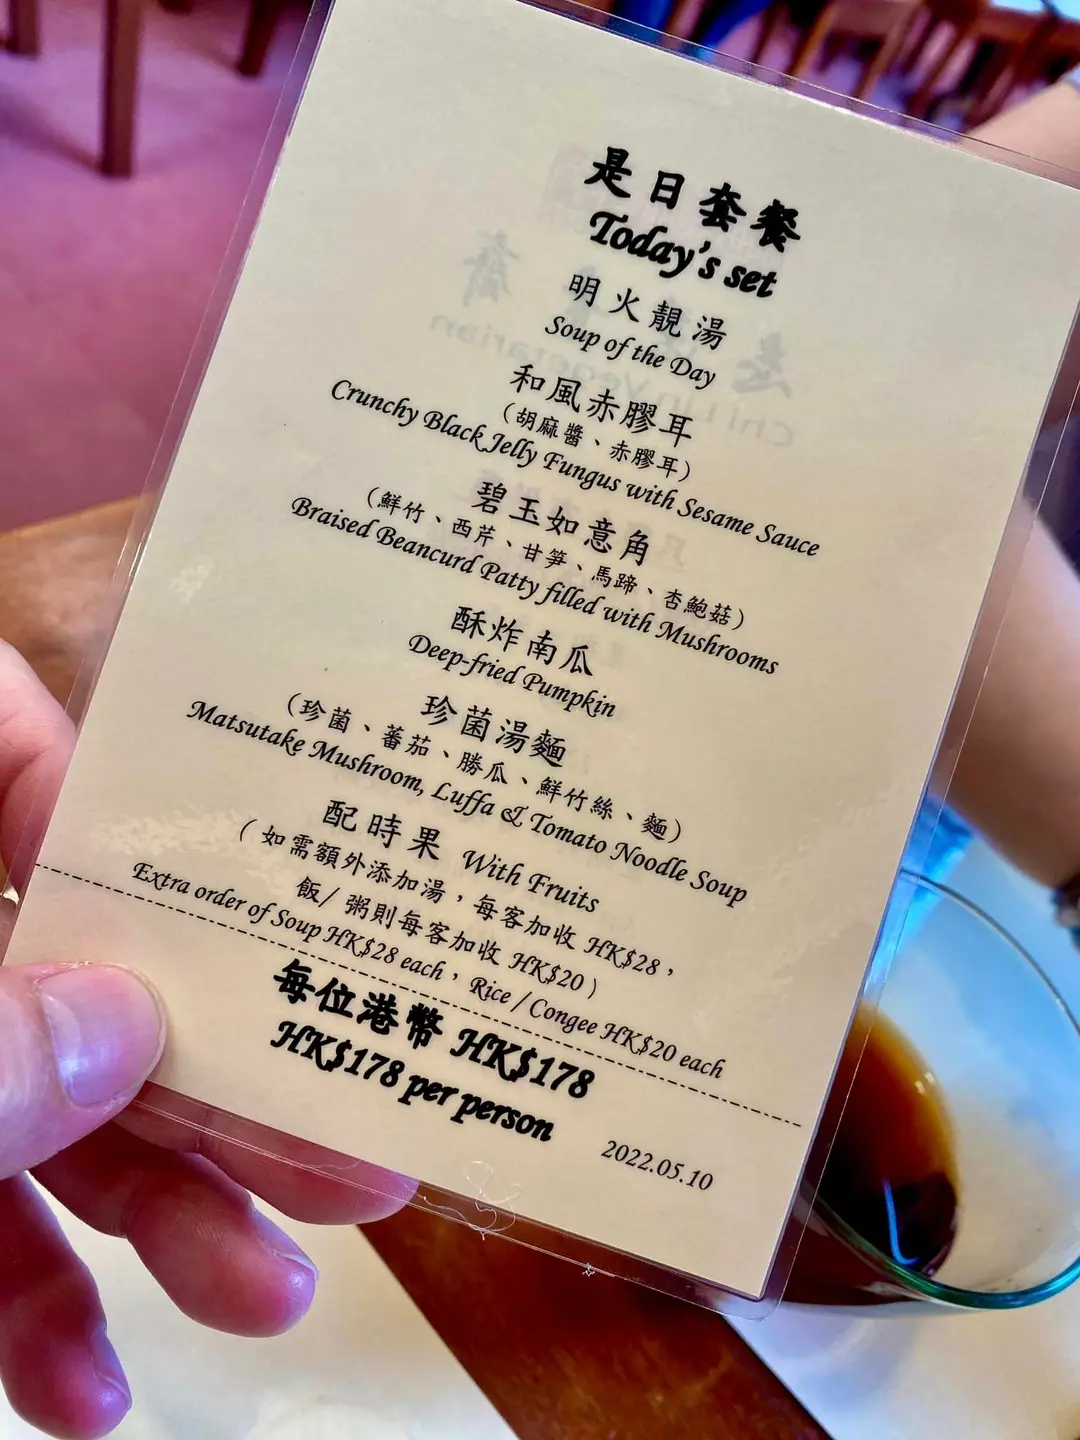 是日套餐
Today's set
明火靚湯
Soup of the Day
和風赤膠耳
（胡麻醬、赤膠耳）
Crunchy Black Jelly Fungus with Sesame Sauce
碧玉如意角
（鮮竹、西芹、甘筍、馬蹄、杏鮑菇）
Braised Beancurd Patty filled with Mushrooms
酥炸南瓜
Deep-fried Pumpkin
珍菌湯麵
（珍菌、蕃茄、勝瓜、鮮竹絲、麵）
Matsutake Mushroom, Luffa & Tomato Noodle Soup
配時果 With Fruits
（如需額外添加湯，每客加收 HK$28，
飯/ 粥則每客加收 HK$20）
Extra order of Soup HK$28 each，Rice / Congee HK$20 each
每位港幣 HK$178
HK$178 per person
2022.05.10